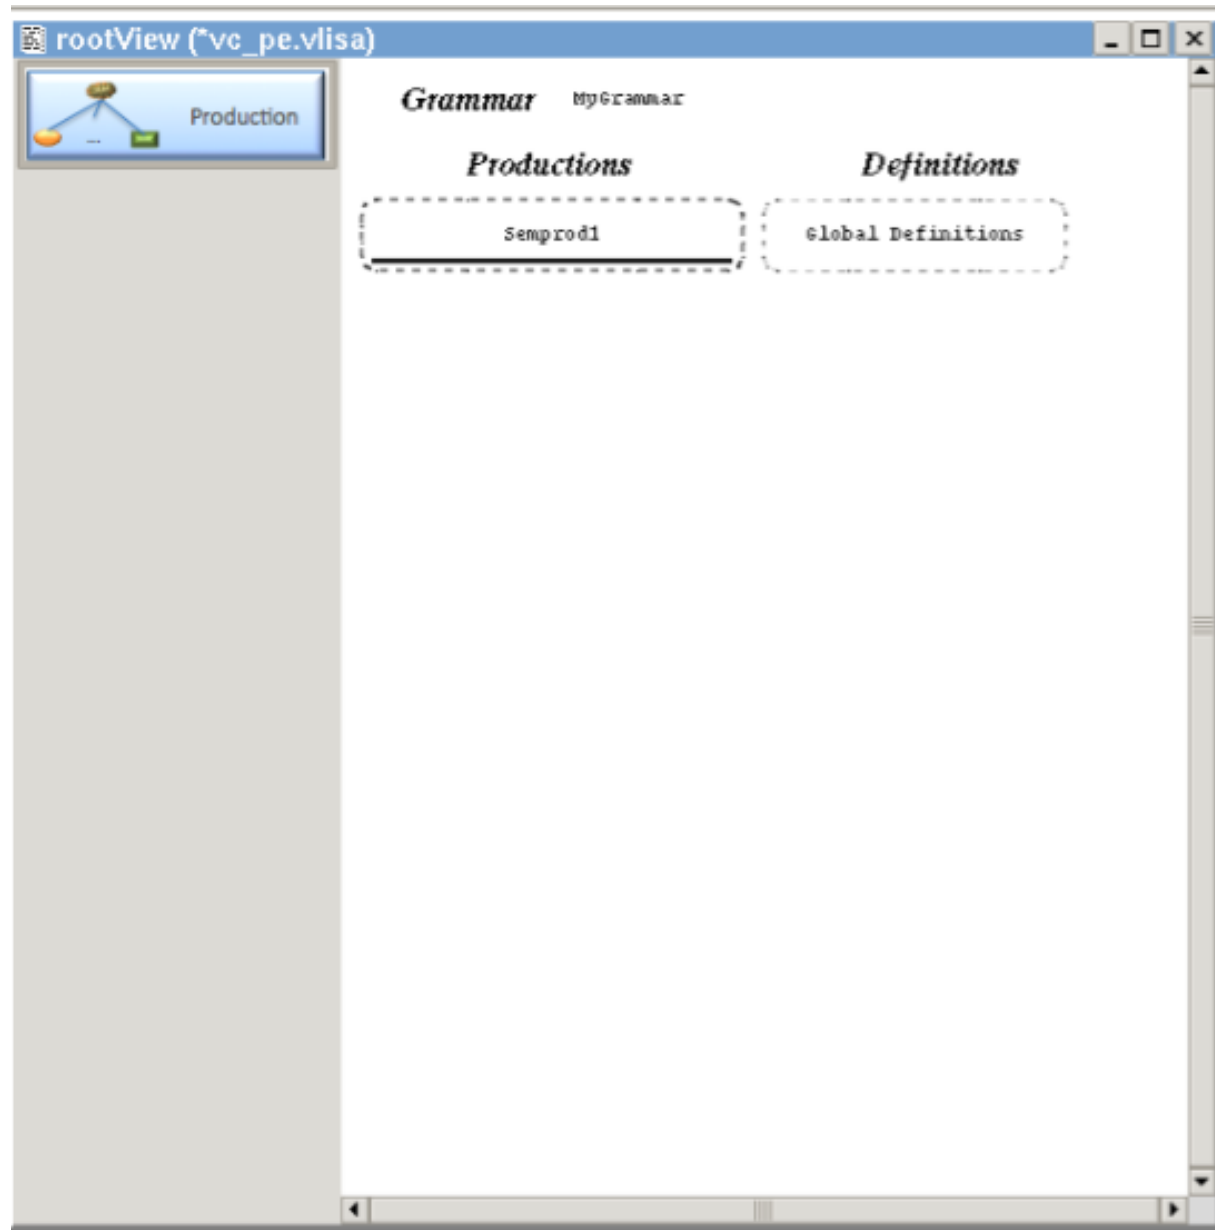 rootView (*vc_pe.vlisa)
Production
...
Grammar MyGrammar
Productions Definitions
Semprod1 Global Definitions